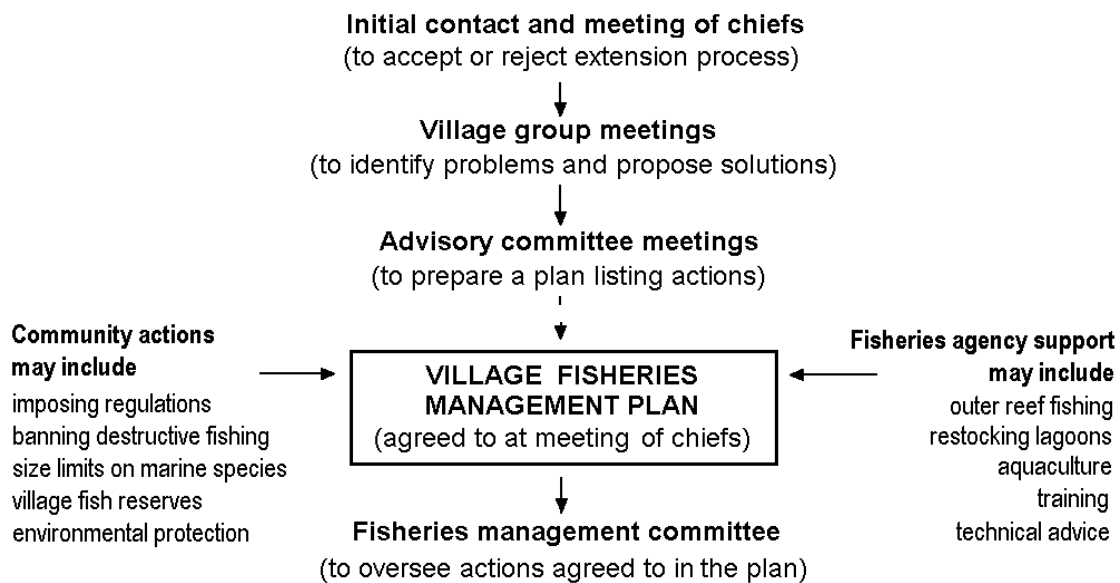 Initial contact and meeting of chiefs
(to accept or reject extension process)
Village group meetings
(to identify problems and propose solutions)
Advisory committee meetings
(to prepare a plan listing actions)
Community actions
may include
imposing regulations
banning destructive fishing
size limits on marine species
village fish reserves
environmental protection
VILLAGE FISHERIES
MANAGEMENT PLAN
(agreed to at meeting of chiefs)
Fisheries agency support
may include
outer reef fishing
restocking lagoons
aquaculture
training
technical advice
Fisheries management committee
(to oversee actions agreed to in the plan)